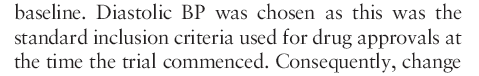 baseline. Diastolic BP was chosen as this was the
standard inclusion criteria used for drug approvals at
the time the trial commenced. Consequently, change